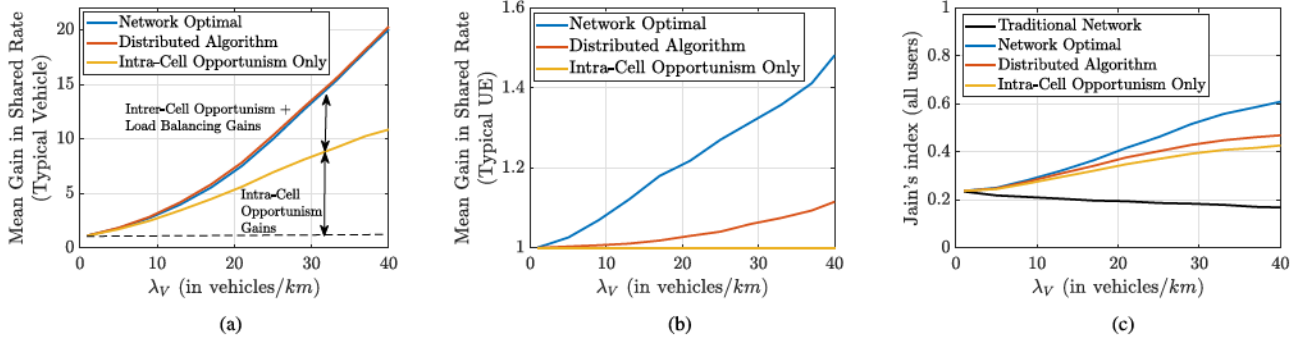 Mean Gain in Shared Rate
(Typical Vehicle)
20
15
10
5
0
Network Optimal
Distributed Algorithm
Intra-Cell Opportunism Only
Intrer-Cell Opportunism +
Load Balancing Gains
Intra-Cell
Opportunism
Gains
0 10 20 30 40
λ_V (in vehicles/km)
(a)
Mean Gain in Shared Rate
(Typical UE)
1.6
1.4
1.2
1
Network Optimal
Distributed Algorithm
Intra-Cell Opportunism Only
0 10 20 30 40
λ_V (in vehicles/km)
(b)
Jain's index (all users)
1
0.8
0.6
0.4
0.2
0
Traditional Network
Network Optimal
Distributed Algorithm
Intra-Cell Opportunism Only
0 10 20 30 40
λ_V (in vehicles/km)
(c)